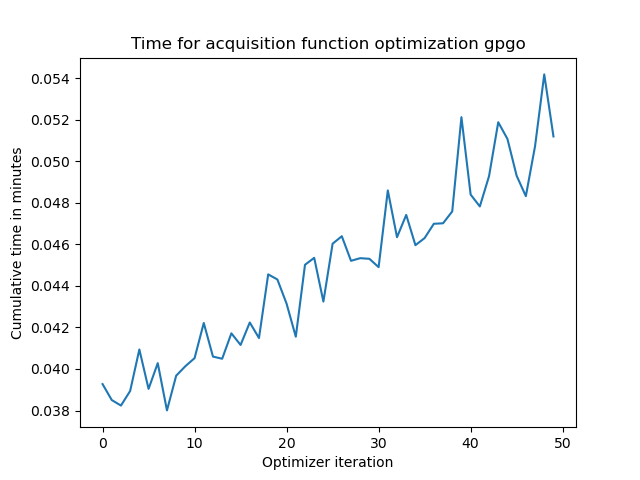 Time for acquisition function optimization gpgo
0.054
0.052
0.050
0.048
0.046
0.044
0.042
0.040
0.038
Cumulative time in minutes
0 10 20 30 40 50
Optimizer iteration